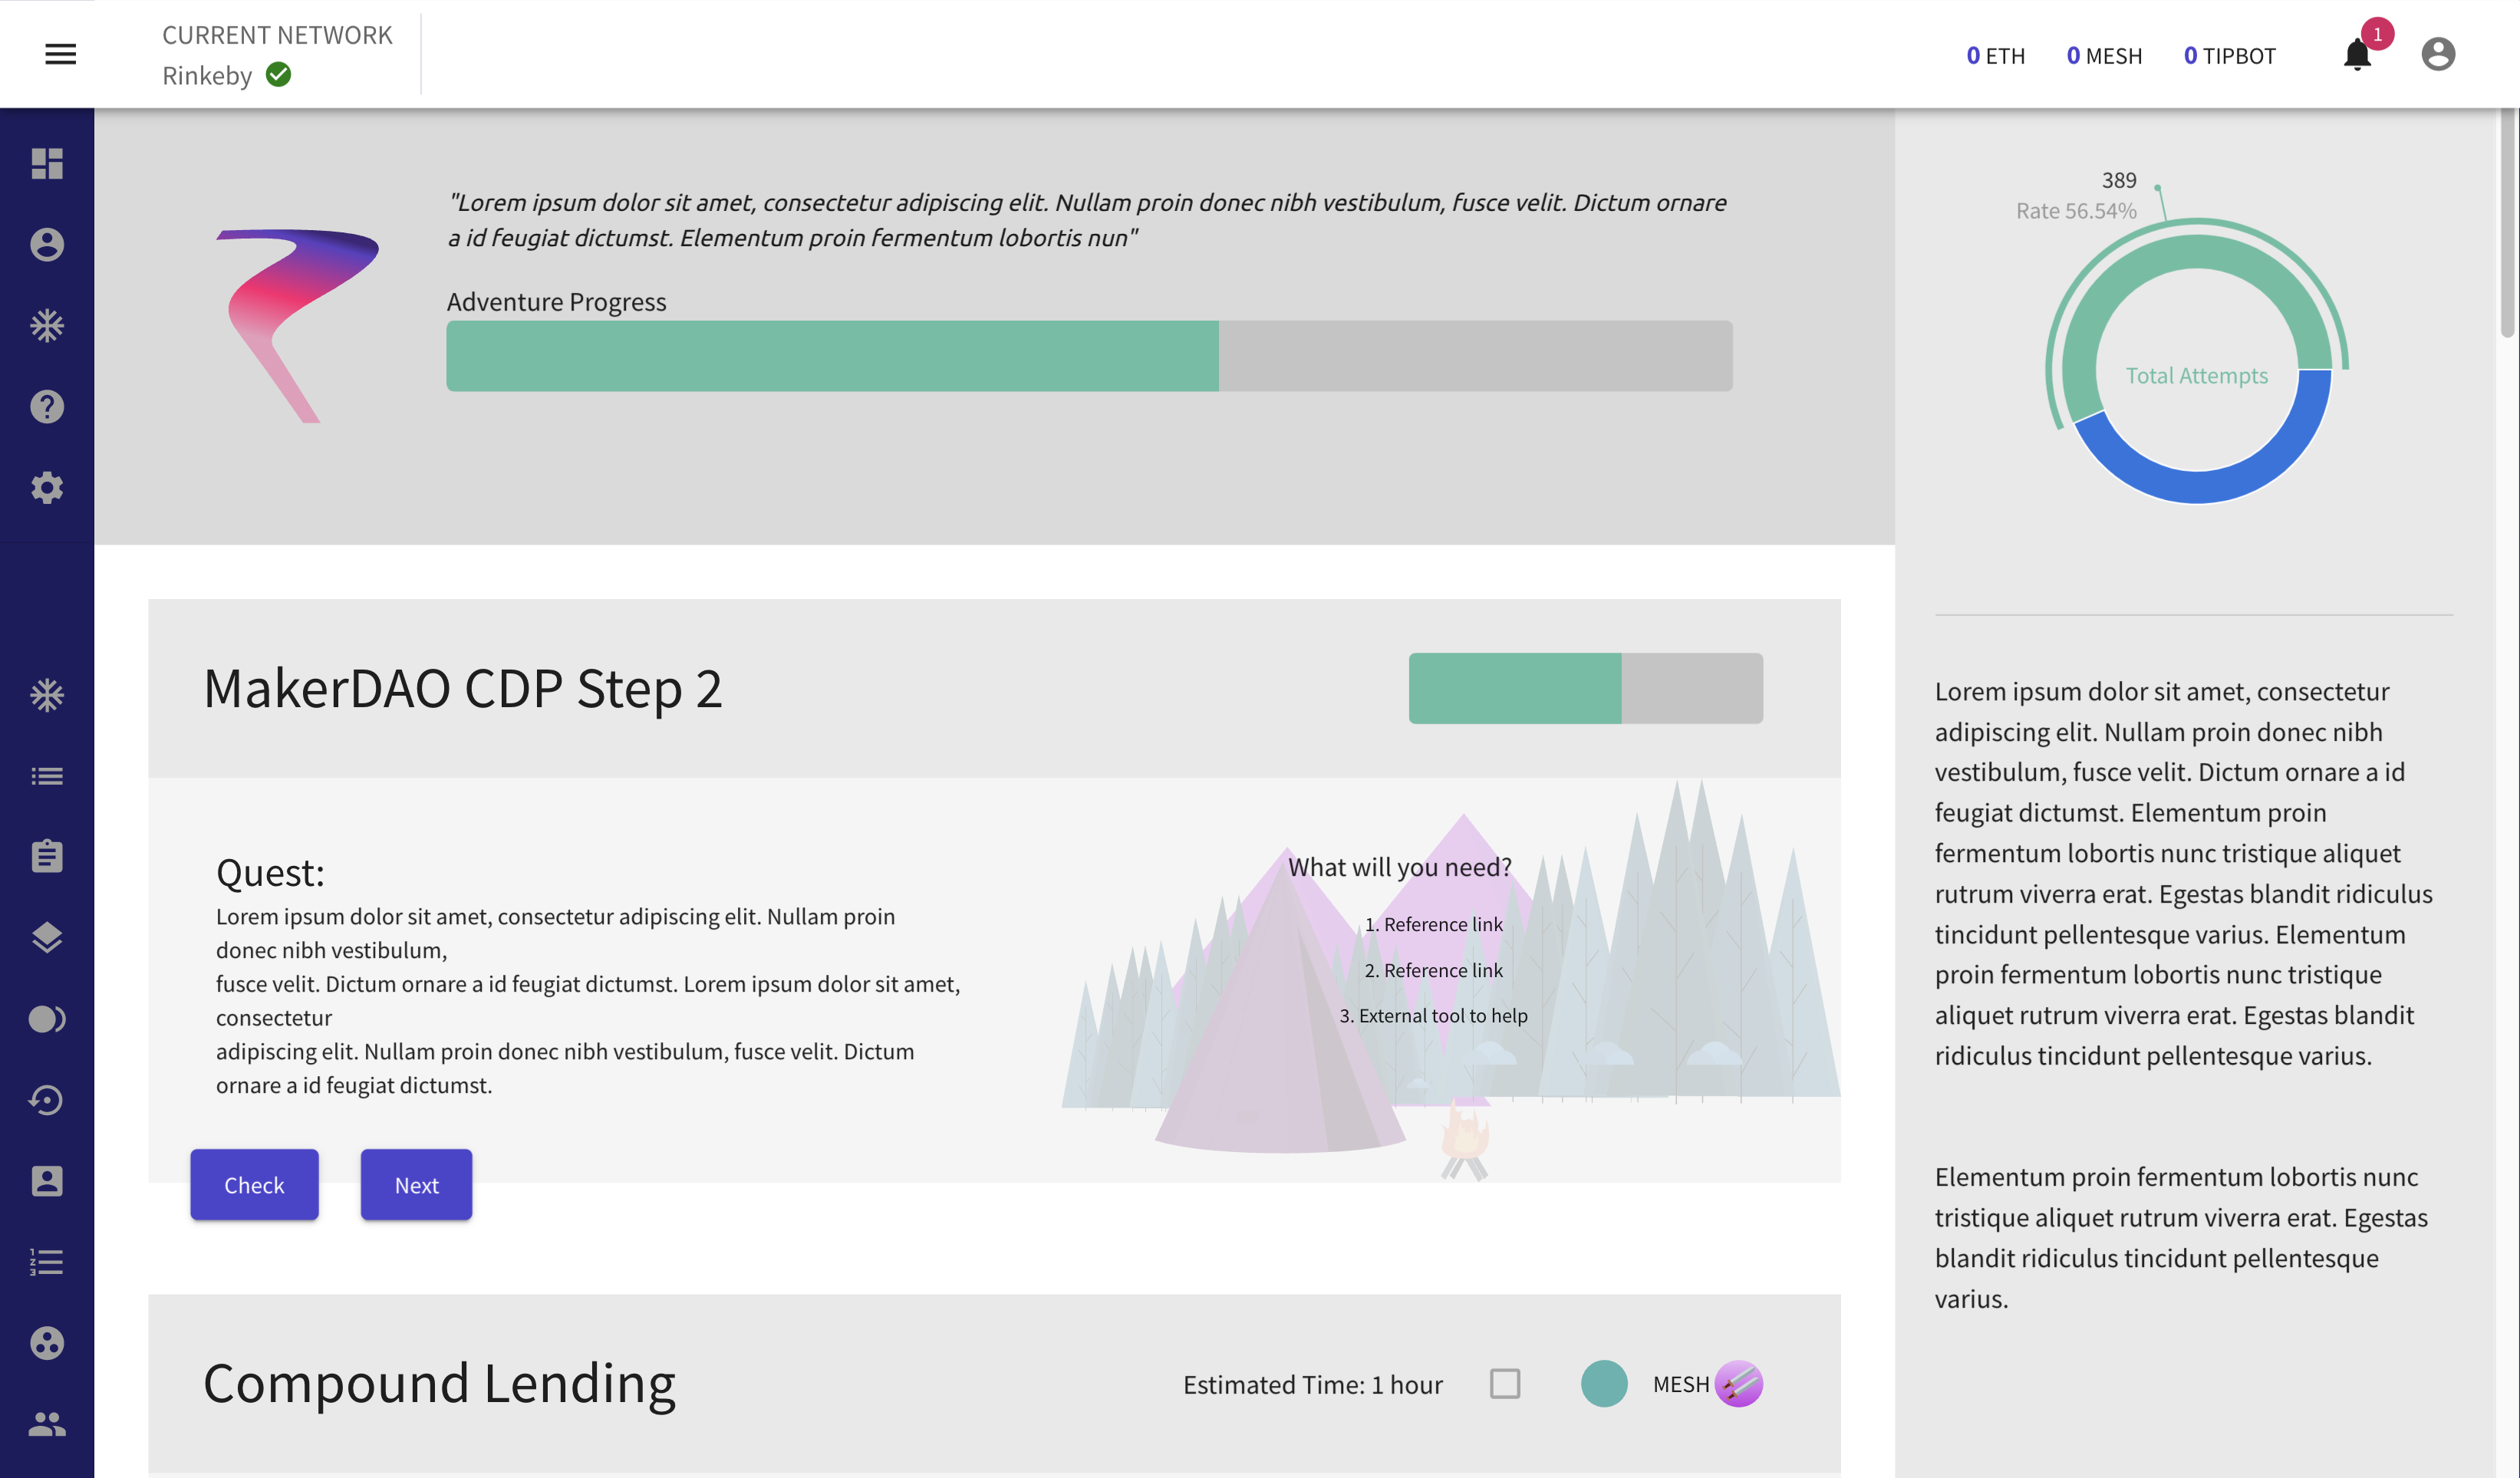 CURRENT NETWORK
Rinkeby
0 ETH
0 MESH
0 TIPBOT
1
"Lorem ipsum dolor sit amet, consectetur adipiscing elit. Nullam proin donec nibh vestibulum, fusce velit. Dictum ornare
a id feugiat dictumst. Elementum proin fermentum lobortis nun"
Adventure Progress
389
Rate 56.54%
Total Attempts
MakerDAO CDP Step 2
Quest:
Lorem ipsum dolor sit amet, consectetur adipiscing elit. Nullam proin
donec nibh vestibulum,
fusce velit. Dictum ornare a id feugiat dictumst. Lorem ipsum dolor sit amet,
consectetur
adipiscing elit. Nullam proin donec nibh vestibulum, fusce velit. Dictum
ornare a id feugiat dictumst.
What will you need?
1. Reference link
2. Reference link
3. External tool to help
Check
Next
Compound Lending
Estimated Time: 1 hour
MESH
Lorem ipsum dolor sit amet, consectetur
adipiscing elit. Nullam proin donec nibh
vestibulum, fusce velit. Dictum ornare a id
feugiat dictumst. Elementum proin
fermentum lobortis nunc tristique aliquet
rutrum viverra erat. Egestas blandit ridiculus
tincidunt pellentesque varius. Elementum
proin fermentum lobortis nunc tristique
aliquet rutrum viverra erat. Egestas blandit
ridiculus tincidunt pellentesque varius.
Elementum proin fermentum lobortis nunc
tristique aliquet rutrum viverra erat. Egestas
blandit ridiculus tincidunt pellentesque
varius.